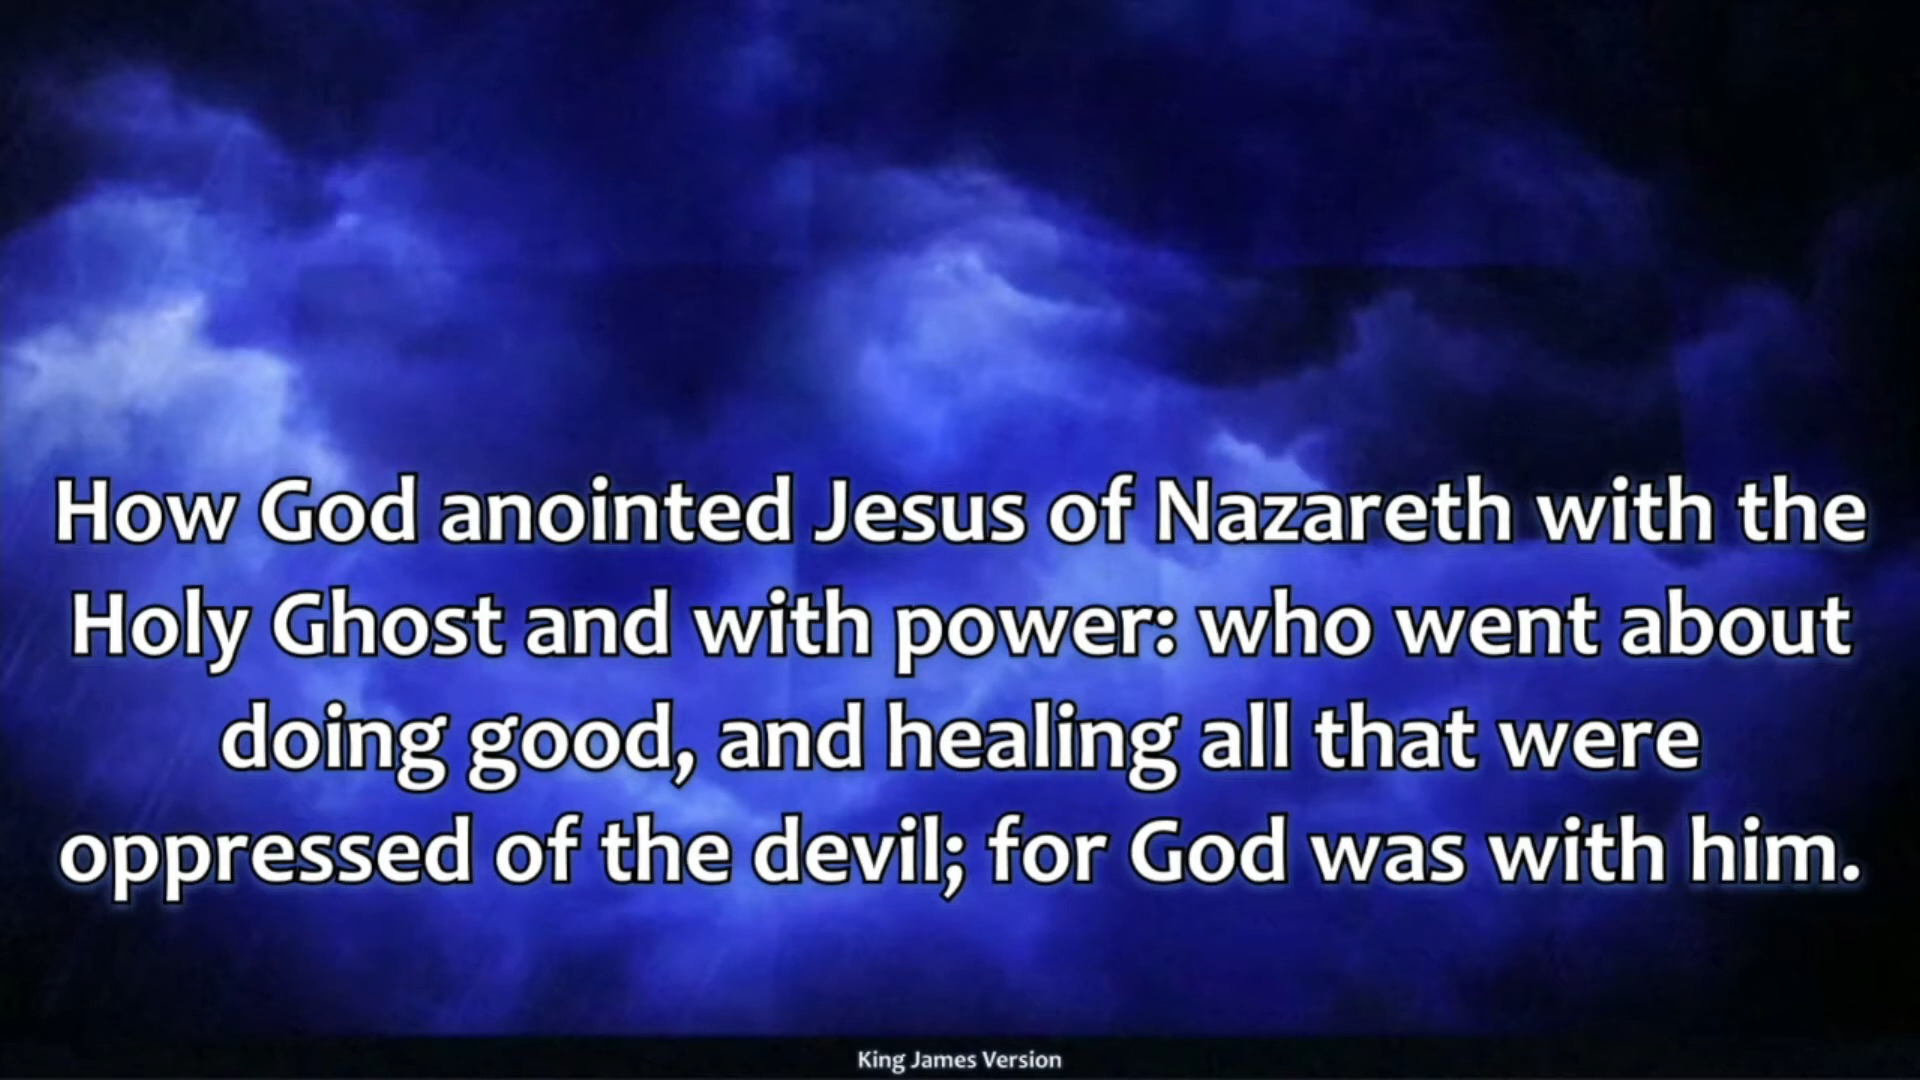 How God anointed Jesus of Nazareth with the
Holy Ghost and with power: who went about
doing good, and healing all that were
oppressed of the devil; for God was with him.
King James Version